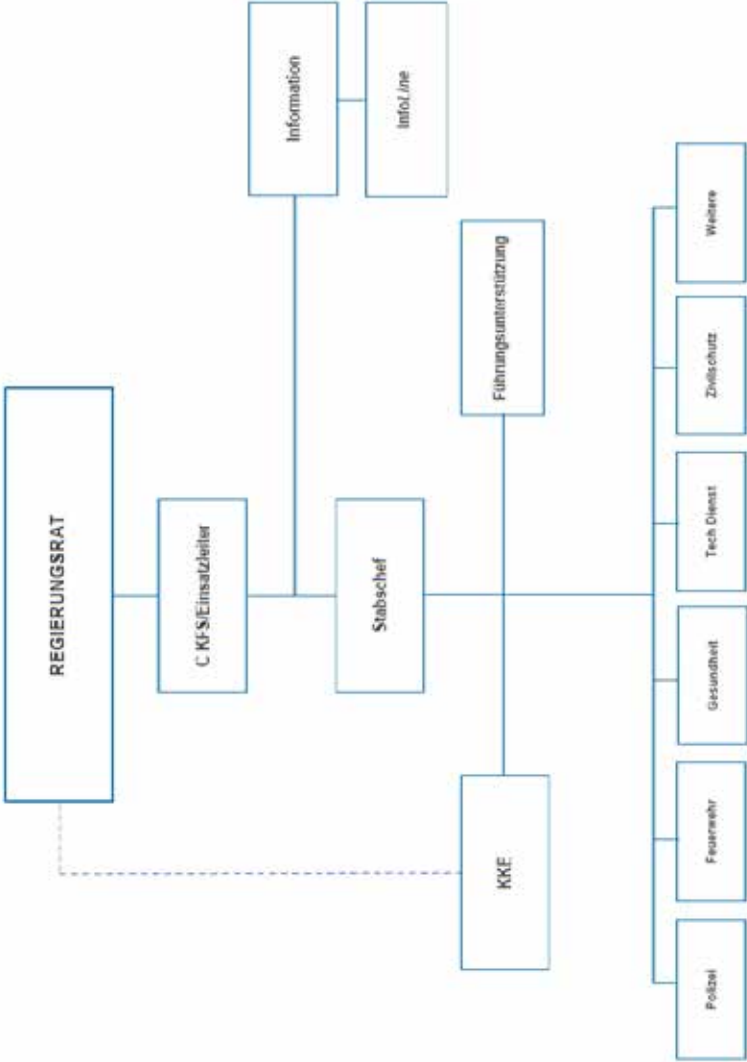 REGIERUNGSRAT
C KFS/Einsatzleiter
Information
InfoLine
Stabschef
KKE
Führungsunterstützung
Polizei
Feuerwehr
Gesundheit
Tech Dienst
Zivilschutz
Weitere